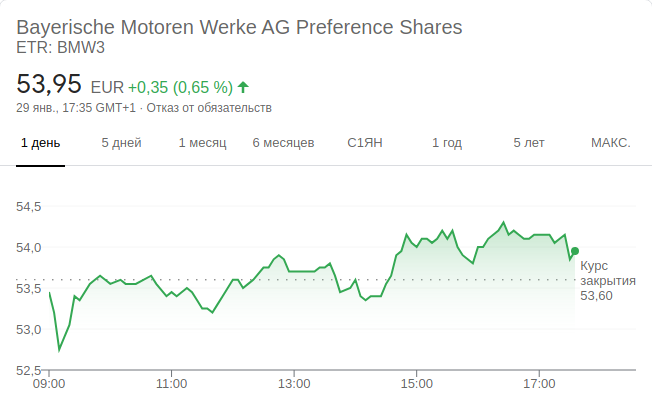 Bayerische Motoren Werke AG Preference Shares
ETR: BMW3
53,95 EUR +0,35 (0,65 %)
29 янв., 17:35 GMT+1 · Отказ от обязательств
1 день 5 дней 1 месяц 6 месяцев С1ЯН 1 год 5 лет МАКС.
54,5
54,0
Курс
закрытия
53,60
53,5
53,0
52,5
09:00 11:00 13:00 15:00 17:00